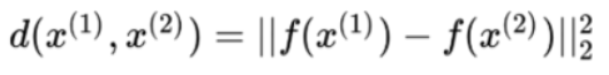 d(x^{(1)}, x^{(2)}) = ||f(x^{(1)}) − f(x^{(2)})||_2^2